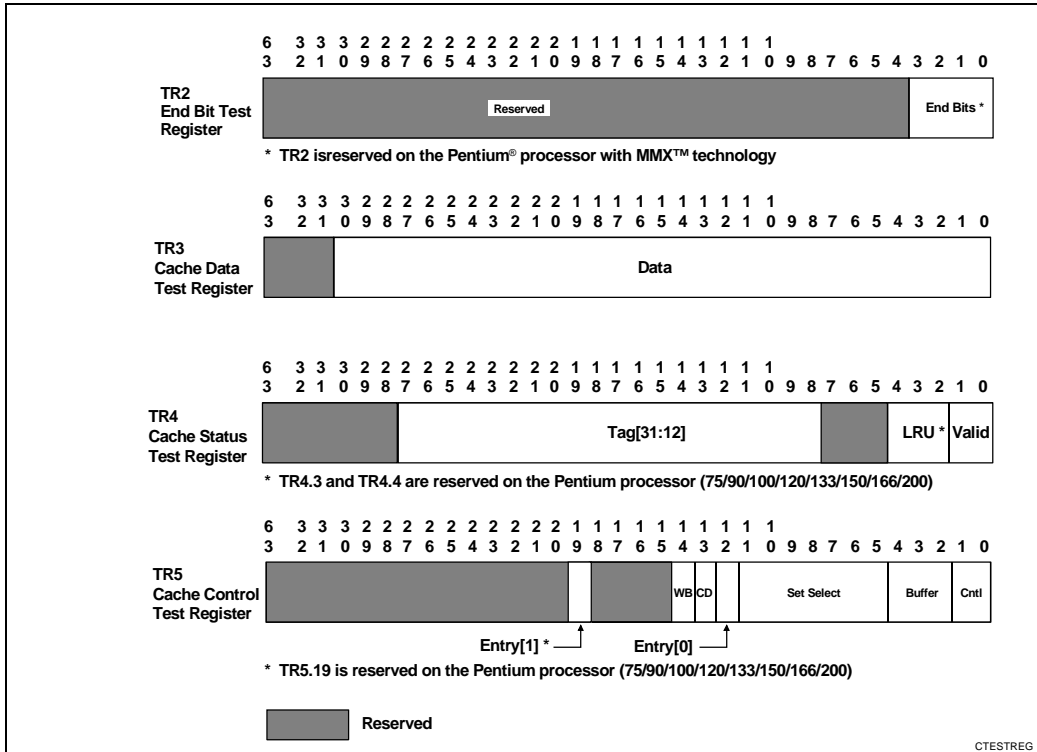 6 3 3 3 2 2 2 2 2 2 2 2 2 2 1 1 1 1 1 1 1 1 1 1
3 2 1 0 9 8 7 6 5 4 3 2 1 0 9 8 7 6 5 4 3 2 1 0 9 8 7 6 5 4 3 2 1 0
TR2
End Bit Test
Register
Reserved
End Bits *
* TR2 isreserved on the Pentium® processor with MMX™ technology
6 3 3 3 2 2 2 2 2 2 2 2 2 2 1 1 1 1 1 1 1 1 1 1
3 2 1 0 9 8 7 6 5 4 3 2 1 0 9 8 7 6 5 4 3 2 1 0 9 8 7 6 5 4 3 2 1 0
TR3
Cache Data
Test Register
Data
6 3 3 3 2 2 2 2 2 2 2 2 2 2 1 1 1 1 1 1 1 1 1 1
3 2 1 0 9 8 7 6 5 4 3 2 1 0 9 8 7 6 5 4 3 2 1 0 9 8 7 6 5 4 3 2 1 0
TR4
Cache Status
Test Register
Tag[31:12]
LRU *
Valid
* TR4.3 and TR4.4 are reserved on the Pentium processor (75/90/100/120/133/150/166/200)
6 3 3 3 2 2 2 2 2 2 2 2 2 2 1 1 1 1 1 1 1 1 1 1
3 2 1 0 9 8 7 6 5 4 3 2 1 0 9 8 7 6 5 4 3 2 1 0 9 8 7 6 5 4 3 2 1 0
TR5
Cache Control
Test Register
WB
CD
Set Select
Buffer
Cntl
Entry[1] *
Entry[0]
* TR5.19 is reserved on the Pentium processor (75/90/100/120/133/150/166/200)
Reserved
CTESTREG